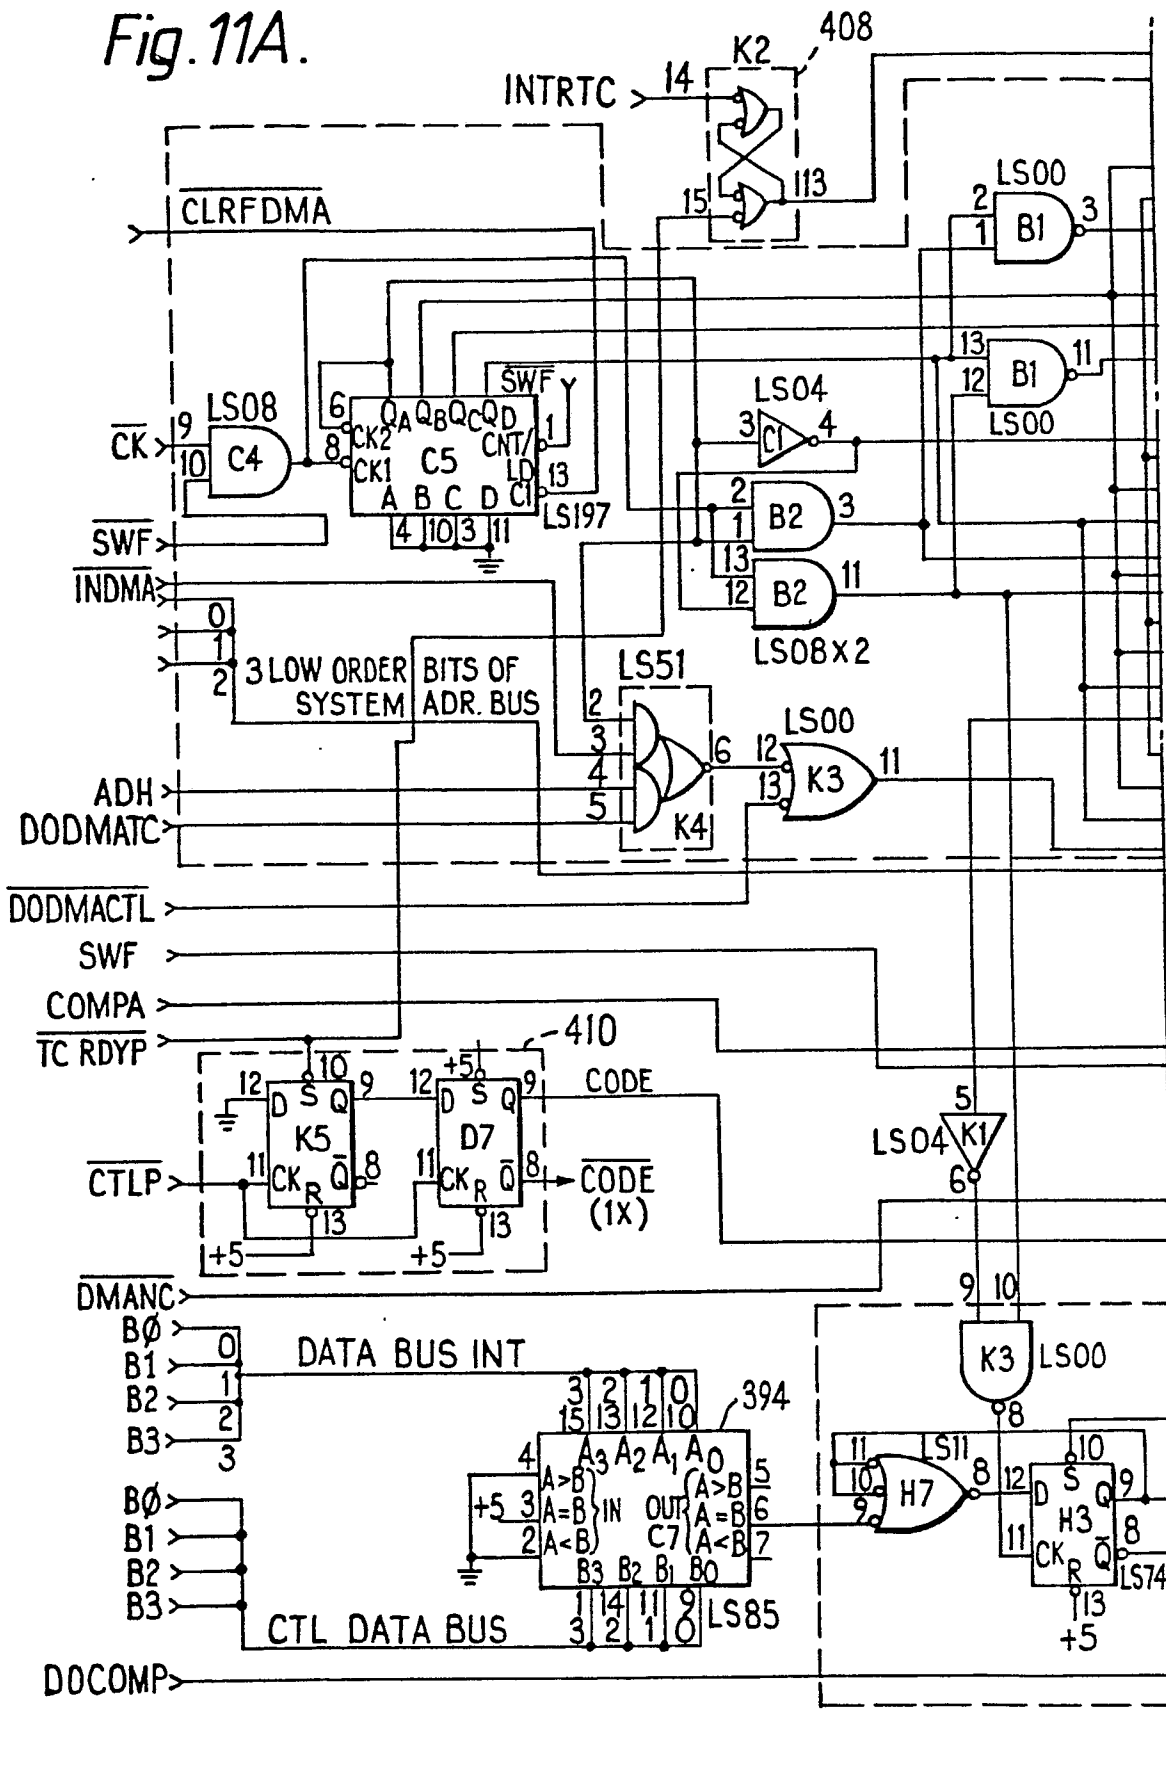 Fig. 11A.
408
K2
INTRTC
14
15
113
CLRFDMA
LS00
2
1
B1
3
13
12
B1
11
LS00
SWF
LS08
CK
9
10
C4
6
8
QA QB QC QD
CK2
CK1
C5
CNT/
LD
C1
A B C D
1
13
LS197
4 10 3 11
LS04
3
C1
4
2
1
B2
3
13
12
B2
11
LS08X2
SWF
INDMA
0
1
2
3 LOW ORDER BITS OF
SYSTEM ADR. BUS
LS51
2
3
4
5
6
K4
LS00
12
13
K3
11
ADH
DODMATC
DODMACTL
SWF
COMPA
TC RDYP
410
12
10
D S Q
9
K5
11
CK R Q
8
13
+5
+5
12
D S Q
9
D7
11
CK R Q
8
13
+5
CODE
CODE
(1X)
CTLP
5
LS04
K1
6
DMANC
9 10
K3
LS00
8
BØ
B1
B2
B3
0
1
2
3
DATA BUS INT
3 2 1 0
15 13 12 10
394
A3 A2 A1 A0
4
3
2
+5
A>B
A=B
A<B
IN
OUT
C7
A>B
A=B
A<B
5
6
7
B3 B2 B1 B0
1 14 11 9
3 2 1 0
LS85
BØ
B1
B2
B3
CTL DATA BUS
LS11
11
10
9
H7
8
12
10
D S Q
9
H3
11
CK R Q
8
LS74
13
+5
DOCOMP